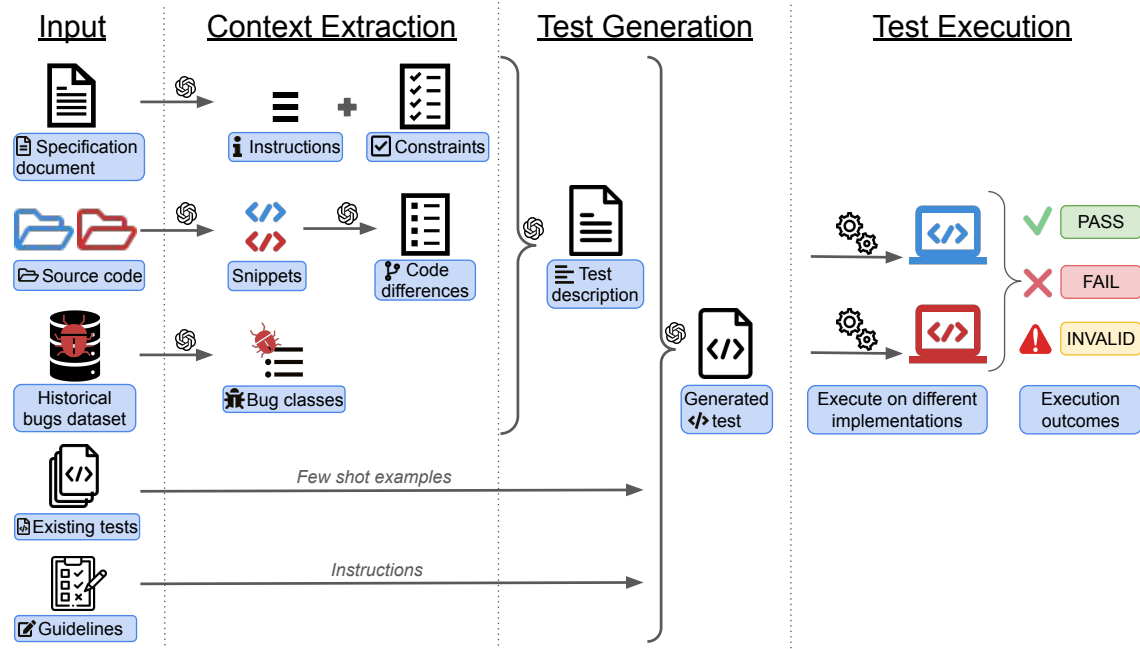 Input
Context Extraction
Test Generation
Test Execution
Specification
document
Instructions
Constraints
Source code
Snippets
Code
differences
Test
description
PASS
FAIL
INVALID
Historical
bugs dataset
Bug classes
Generated
</> test
Execute on different
implementations
Execution
outcomes
Few shot examples
Existing tests
Instructions
Guidelines